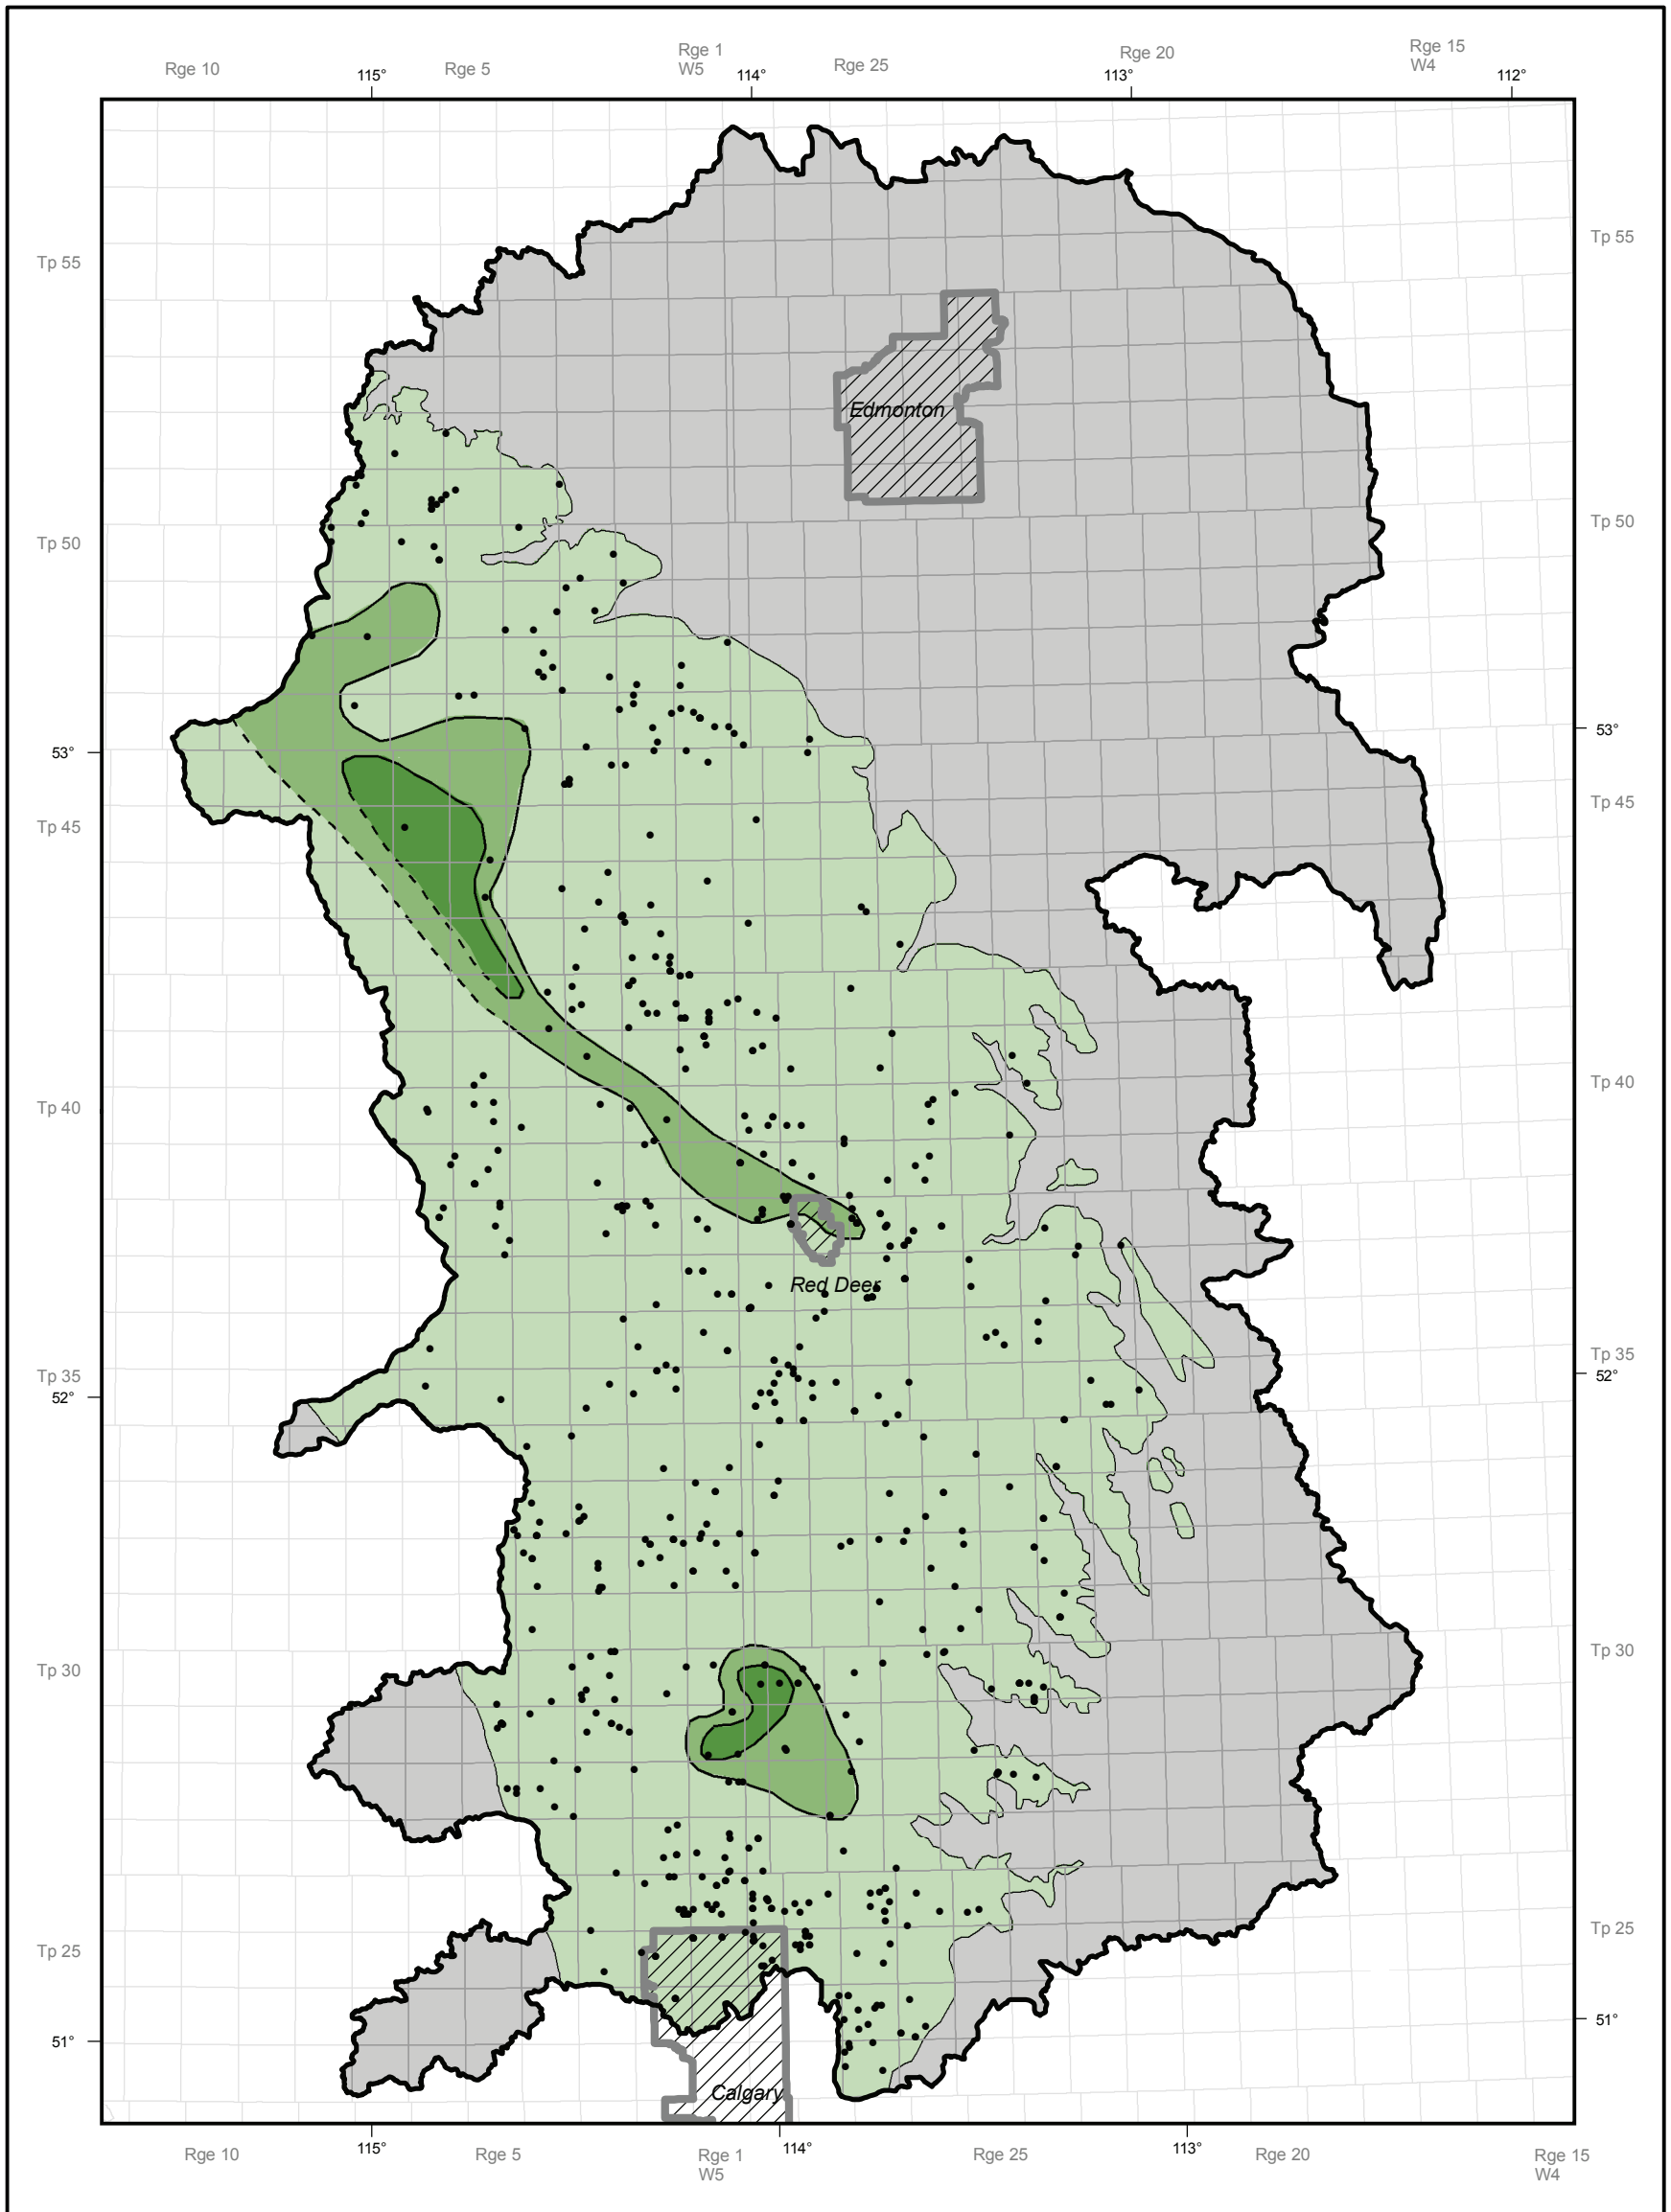 Rge 1
Rge 20
Rge 15
Rge 10
115°
Rge 5
W5
114°
Rge 25
113°
W4
112°
Tp 55
Tp 55
Edmonton
Tp 50
Tp 50
53°
53°
Tp 45
Tp 45
Tp 40
Tp 40
Red Deer
Tp 35
Tp 35
52°
52°
Tp 30
Tp 30
Tp 25
Tp 25
51°
51°
Calgary
Rge 10
115°
Rge 5
Rge 1
W5
114°
Rge 25
113°
Rge 20
Rge 15
W4